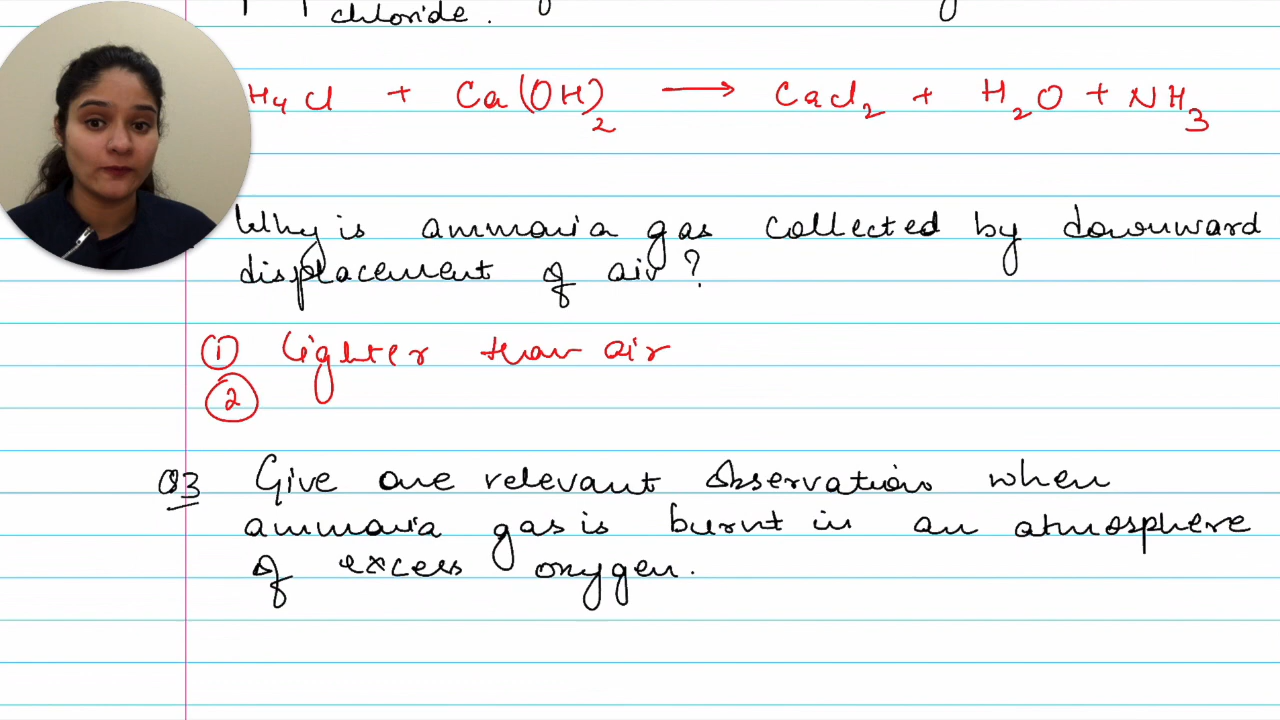 chloride.
H4Cl + Ca(OH)2 → CaCl2 + H2O + NH3
Why is ammonia gas collected by downward
displacement of air?
① lighter than air
②
Q3 Give one relevant observation when
ammonia gas is burnt in an atmosphere
of excess oxygen.